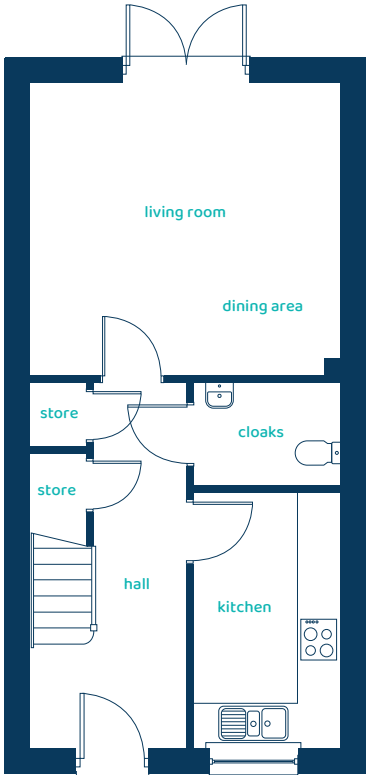 living room
dining area
store
cloaks
store
hall
kitchen